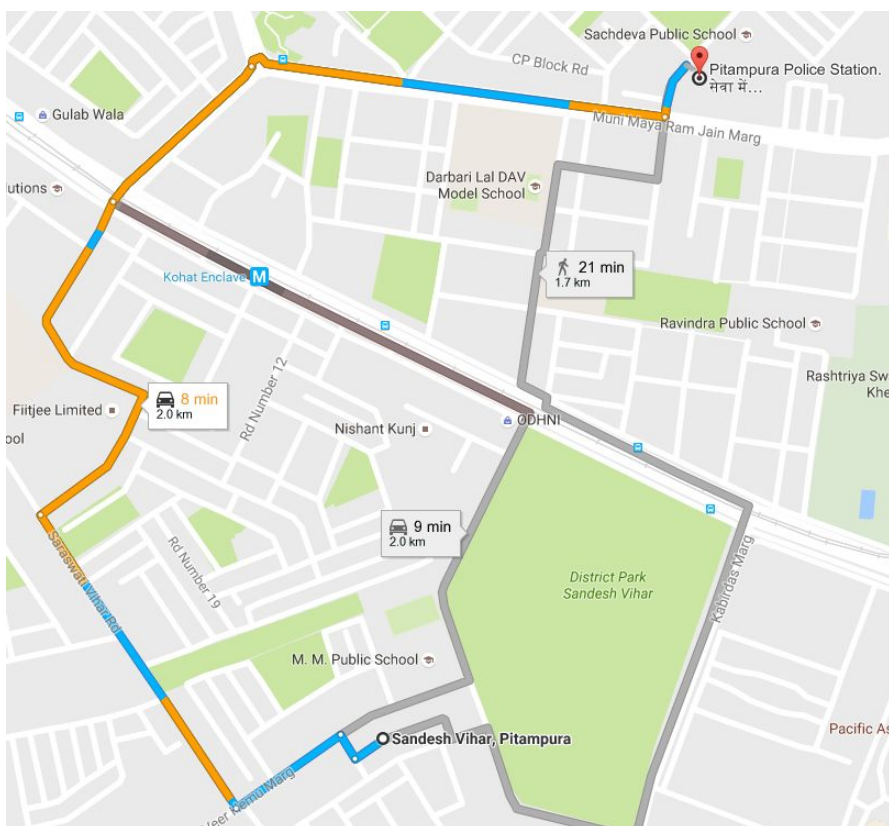 Sachdeva Public School
CP Block Rd
Pitampura Police Station.
सेवा में...
Gulab Wala
Muni Maya Ram Jain Marg
utions
Darbari Lal DAV
Model School
Kohat Enclave
M
21 min
1.7 km
Ravindra Public School
Rd Number 12
Rashtriya Sw
Khe
8 min
2.0 km
Fiitjee Limited
ool
Nishant Kunj
ODHNI
9 min
2.0 km
Saraswati Vihar Rd
Rd Number 19
District Park
Sandesh Vihar
Kabirdas Marg
M. M. Public School
Sandesh Vihar, Pitampura
Pacific As
Veer Kemul Marg